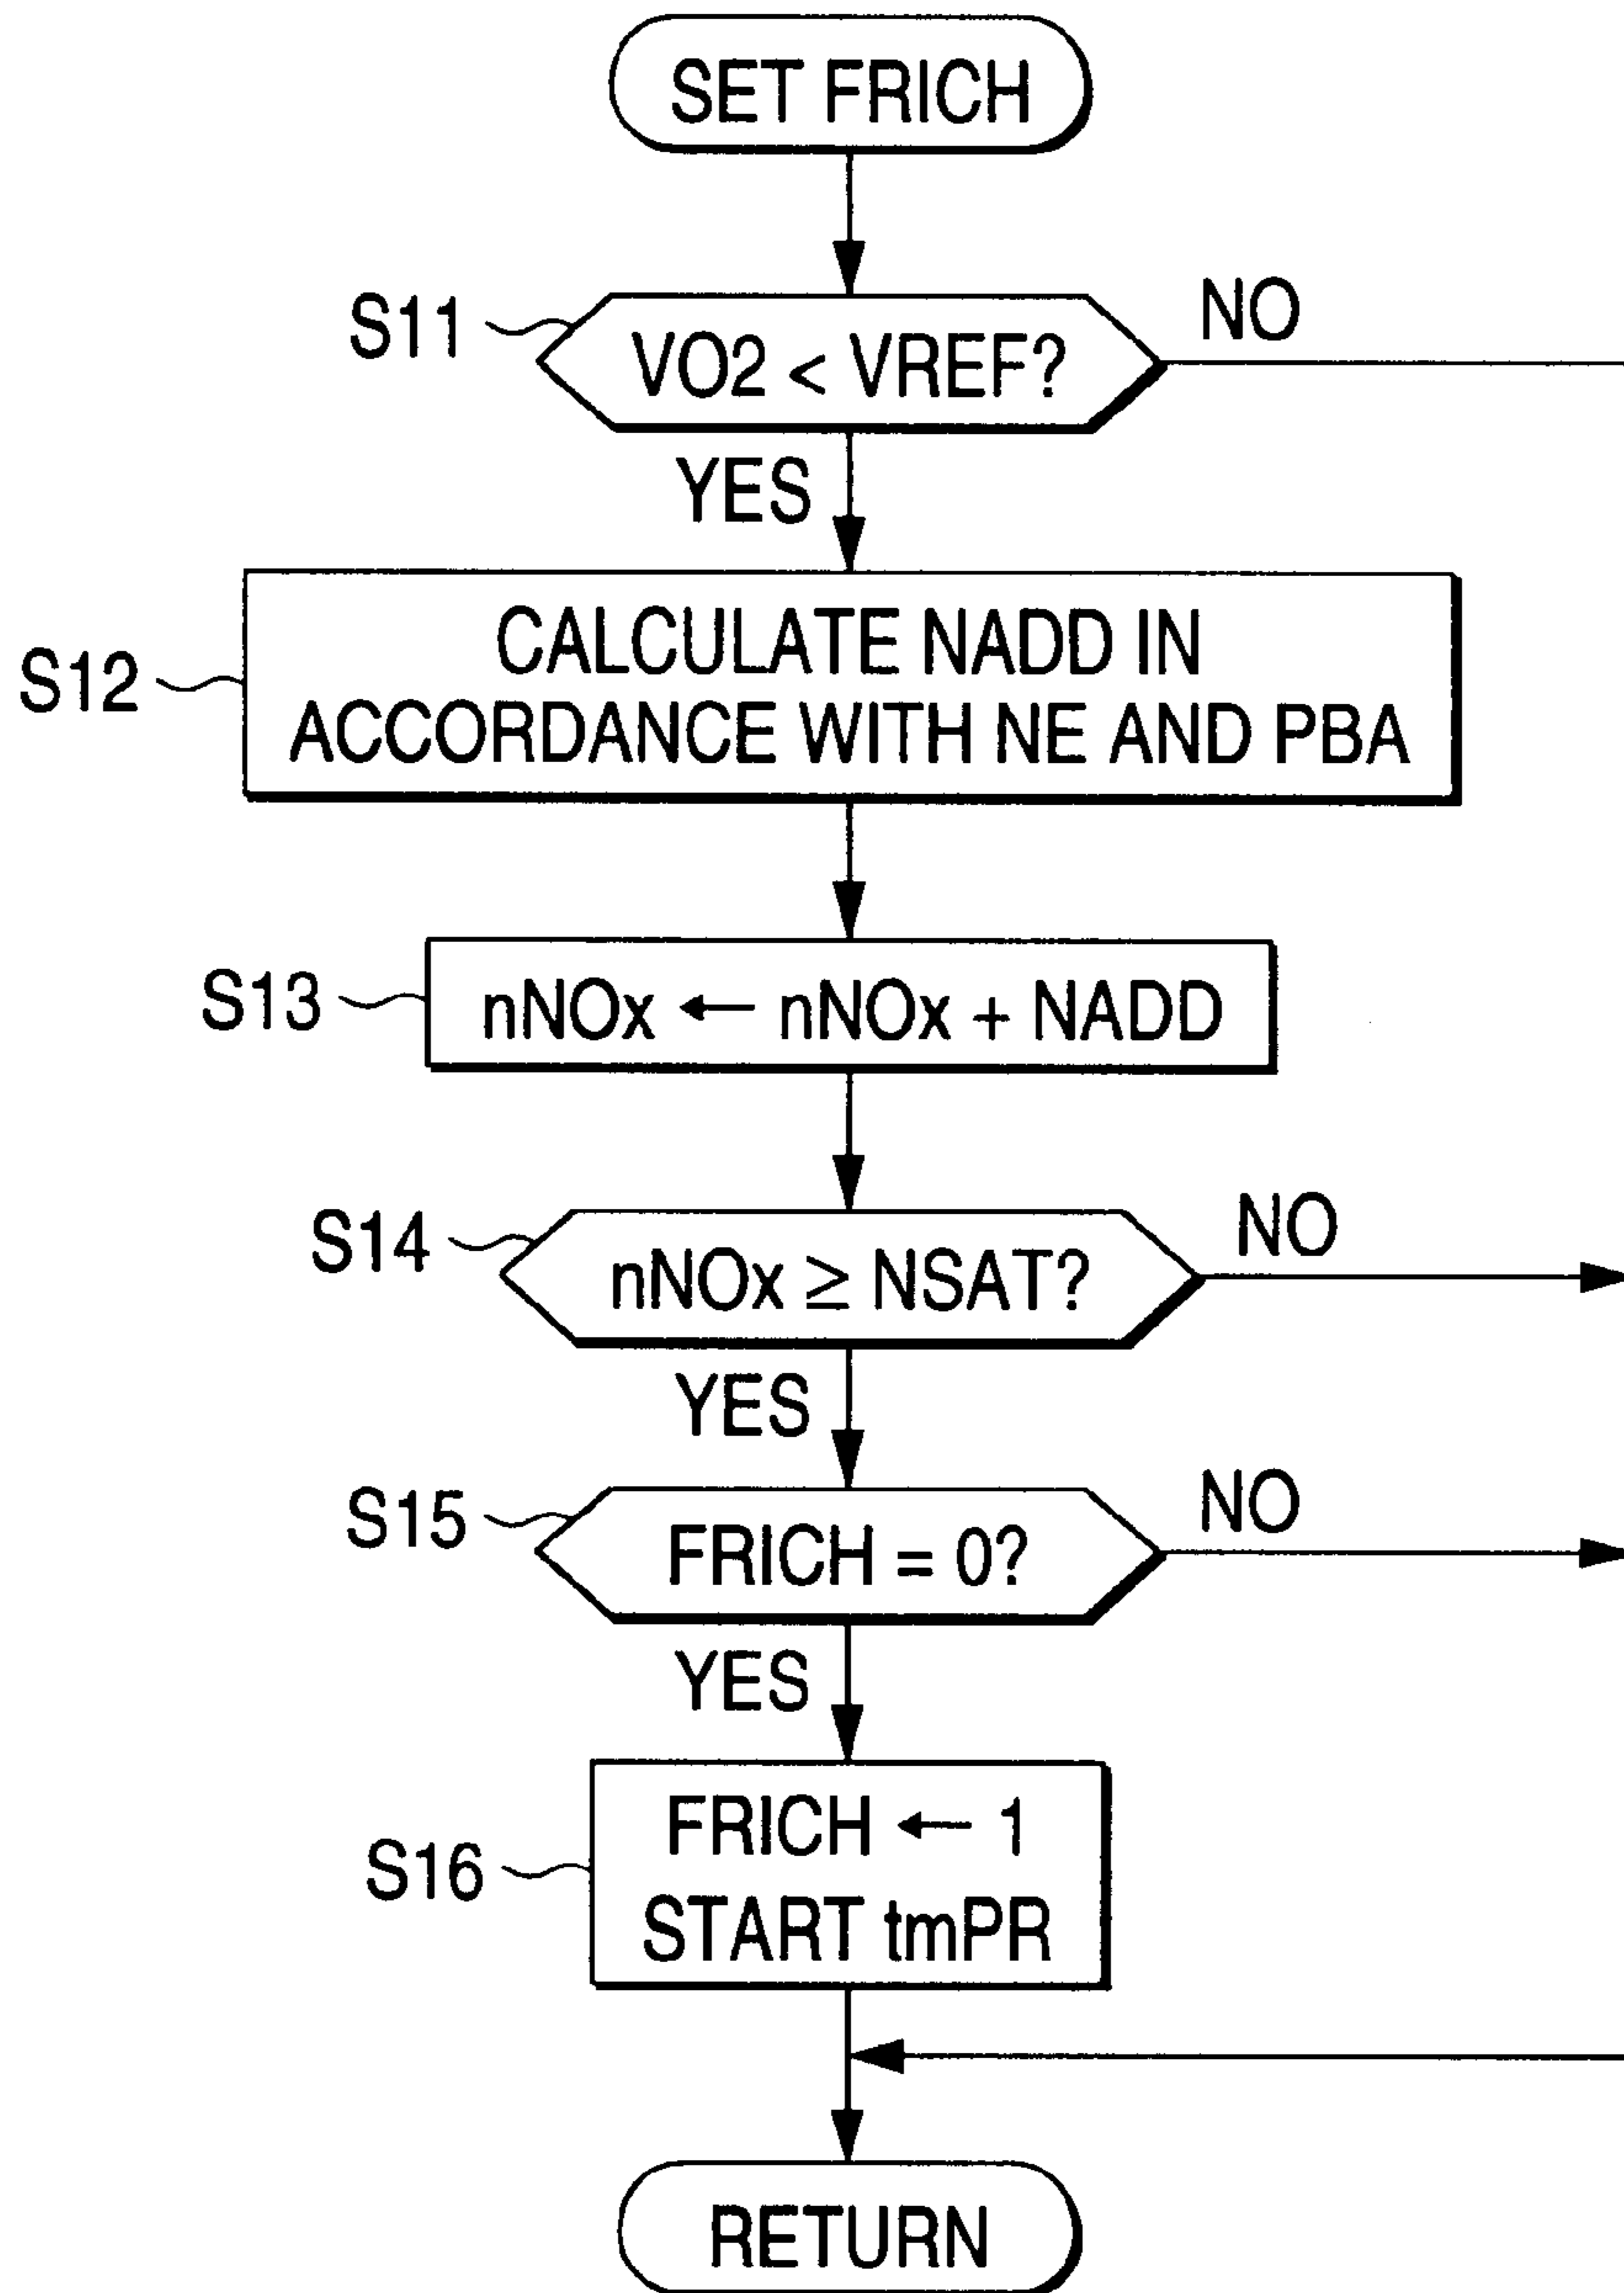 SET FRICH
S11
VO2 < VREF?
NO
YES
S12
CALCULATE NADD IN
ACCORDANCE WITH NE AND PBA
S13
nNOx ← nNOx + NADD
S14
nNOx ≥ NSAT?
NO
YES
S15
FRICH = 0?
NO
YES
S16
FRICH ← 1
START tmPR
RETURN